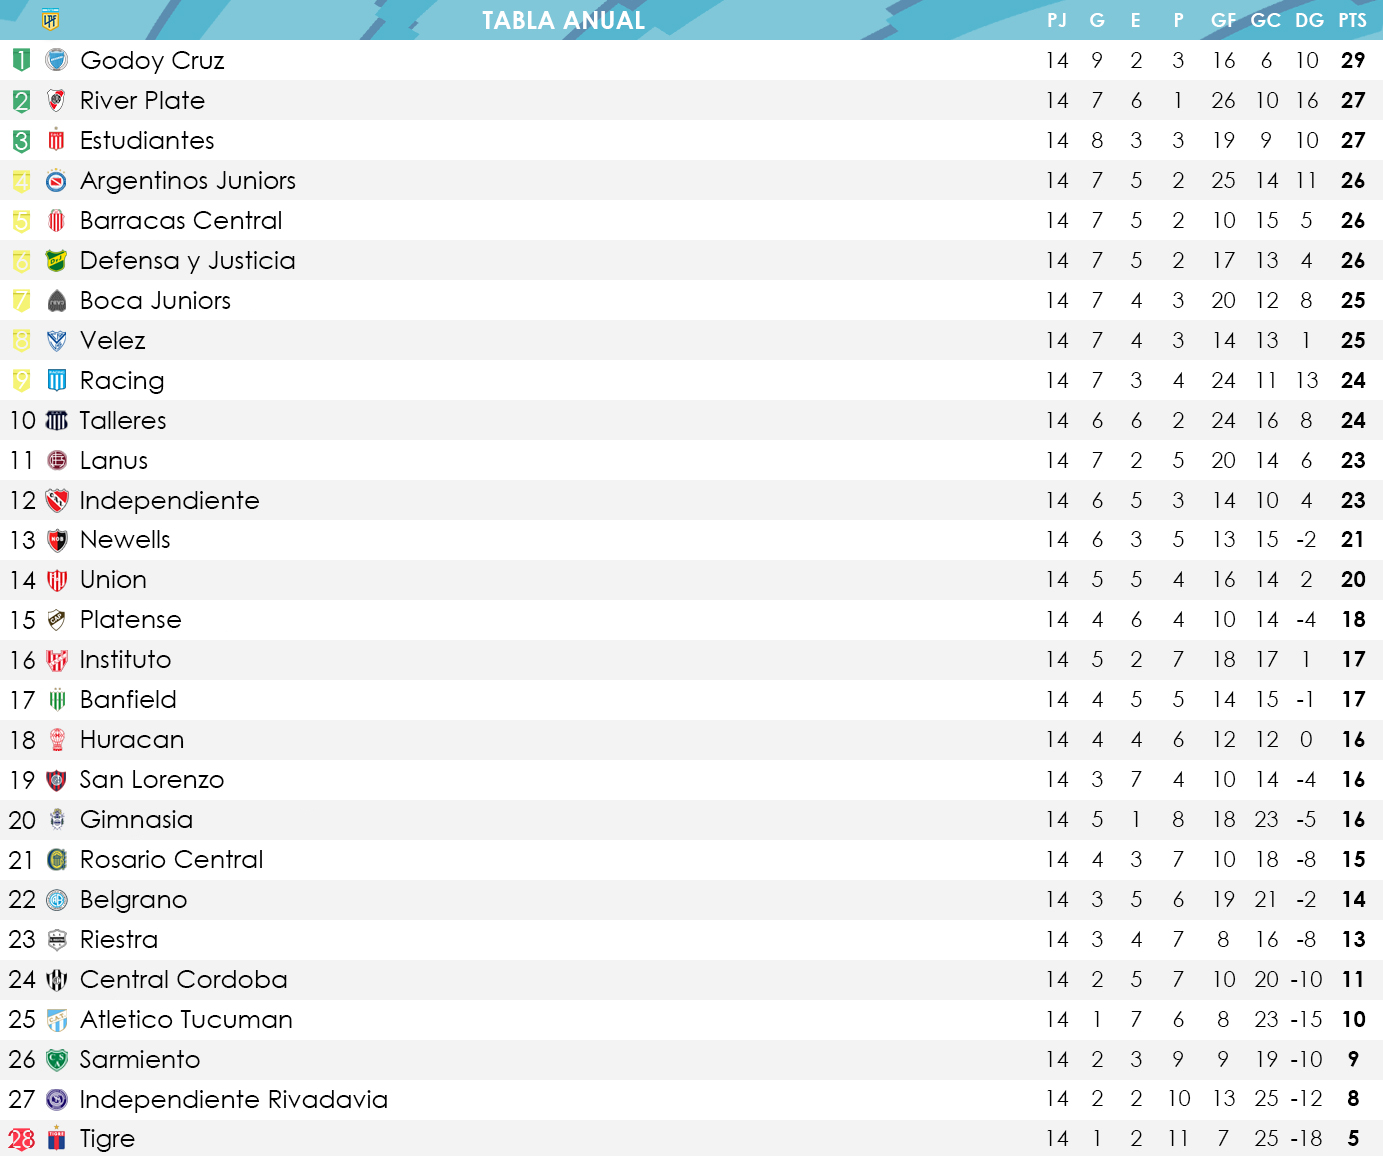 LPF TABLA ANUAL PJ G E P GF GC DG PTS
1 Godoy Cruz 14 9 2 3 16 6 10 29
2 River Plate 14 7 6 1 26 10 16 27
3 Estudiantes 14 8 3 3 19 9 10 27
4 Argentinos Juniors 14 7 5 2 25 14 11 26
5 Barracas Central 14 7 5 2 10 15 5 26
6 Defensa y Justicia 14 7 5 2 17 13 4 26
7 Boca Juniors 14 7 4 3 20 12 8 25
8 Velez 14 7 4 3 14 13 1 25
9 Racing 14 7 3 4 24 11 13 24
10 Talleres 14 6 6 2 24 16 8 24
11 Lanus 14 7 2 5 20 14 6 23
12 Independiente 14 6 5 3 14 10 4 23
13 Newells 14 6 3 5 13 15 -2 21
14 Union 14 5 5 4 16 14 2 20
15 Platense 14 4 6 4 10 14 -4 18
16 Instituto 14 5 2 7 18 17 1 17
17 Banfield 14 4 5 5 14 15 -1 17
18 Huracan 14 4 4 6 12 12 0 16
19 San Lorenzo 14 3 7 4 10 14 -4 16
20 Gimnasia 14 5 1 8 18 23 -5 16
21 Rosario Central 14 4 3 7 10 18 -8 15
22 Belgrano 14 3 5 6 19 21 -2 14
23 Riestra 14 3 4 7 8 16 -8 13
24 Central Cordoba 14 2 5 7 10 20 -10 11
25 Atletico Tucuman 14 1 7 6 8 23 -15 10
26 Sarmiento 14 2 3 9 9 19 -10 9
27 Independiente Rivadavia 14 2 2 10 13 25 -12 8
28 Tigre 14 1 2 11 7 25 -18 5